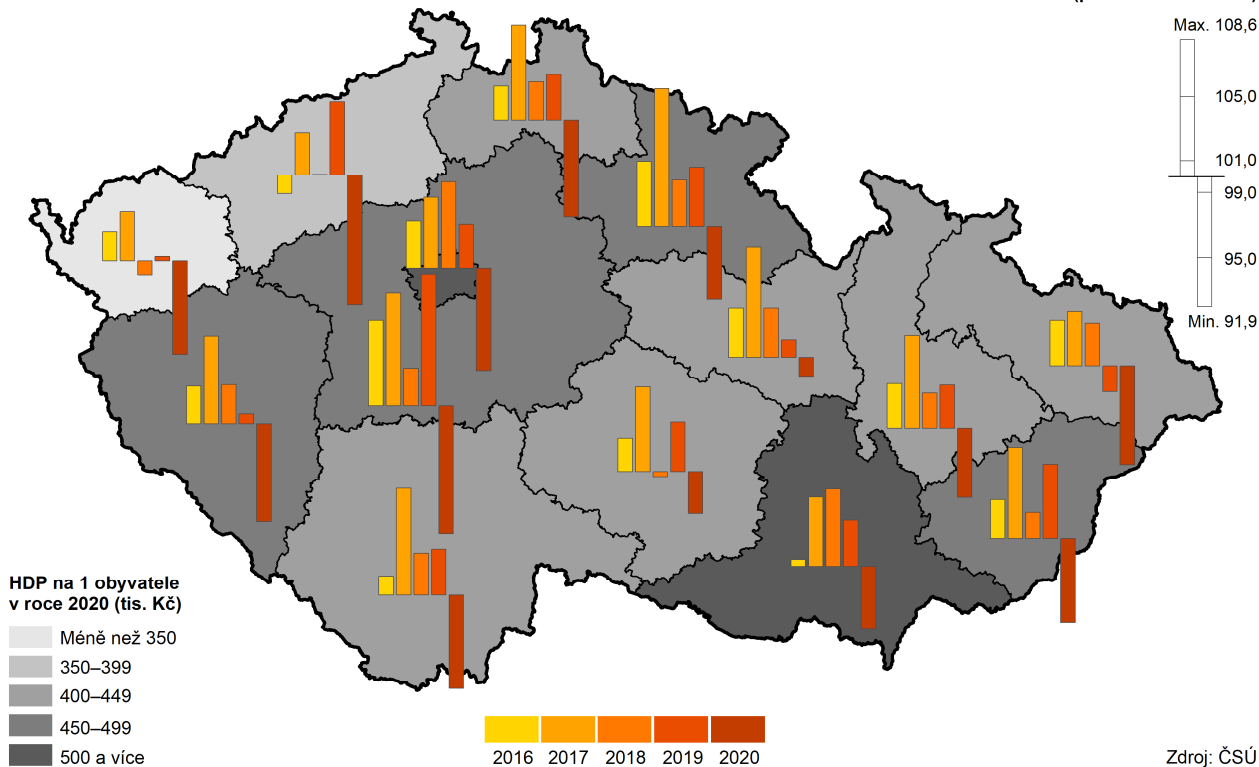 Max. 108,6
105,0
101,0
99,0
95,0
Min. 91,9
HDP na 1 obyvatele
v roce 2020 (tis. Kč)
Méně než 350
350–399
400–449
450–499
500 a více
2016 2017 2018 2019 2020
Zdroj: ČSÚ